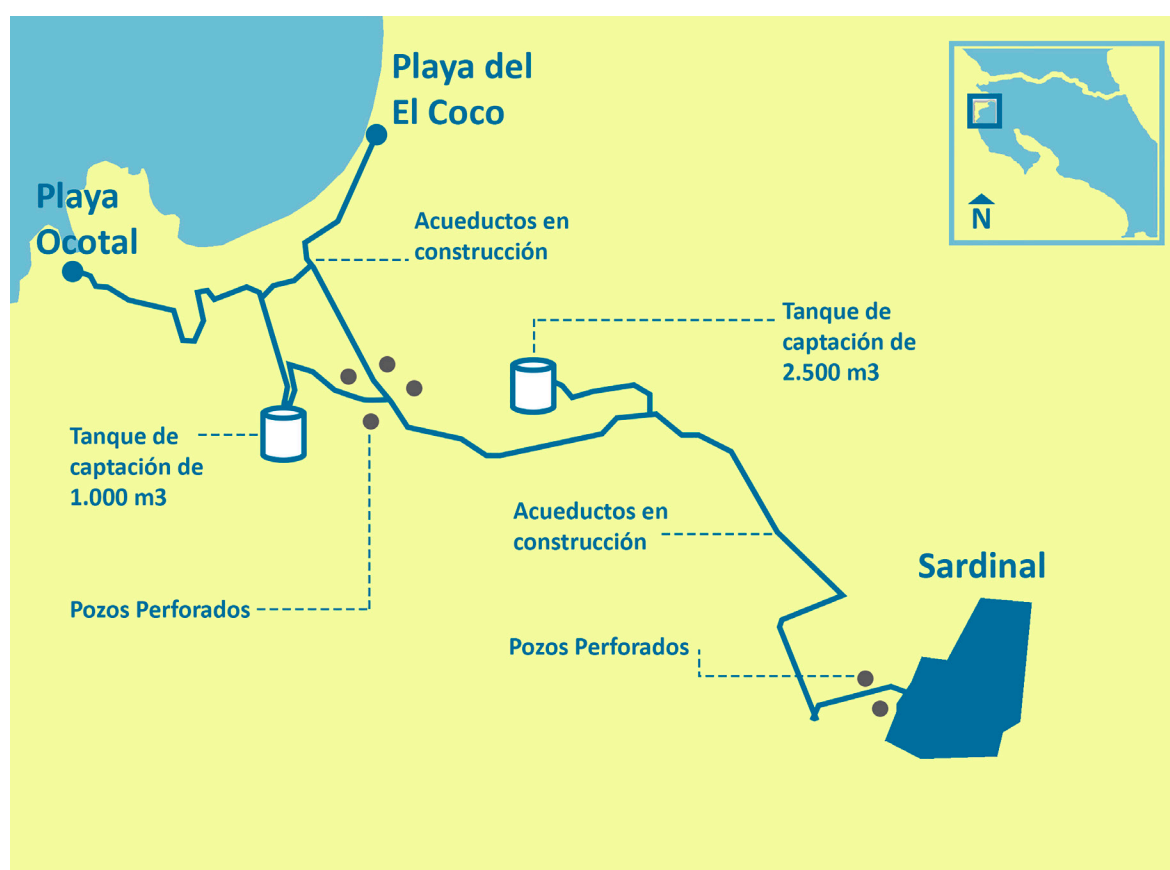 Playa del
El Coco
Playa
Ocotal
Acueductos en
construcción
N
Tanque de
captación de
2.500 m3
Tanque de
captación de
1.000 m3
Acueductos en
construcción
Sardinal
Pozos Perforados
Pozos Perforados